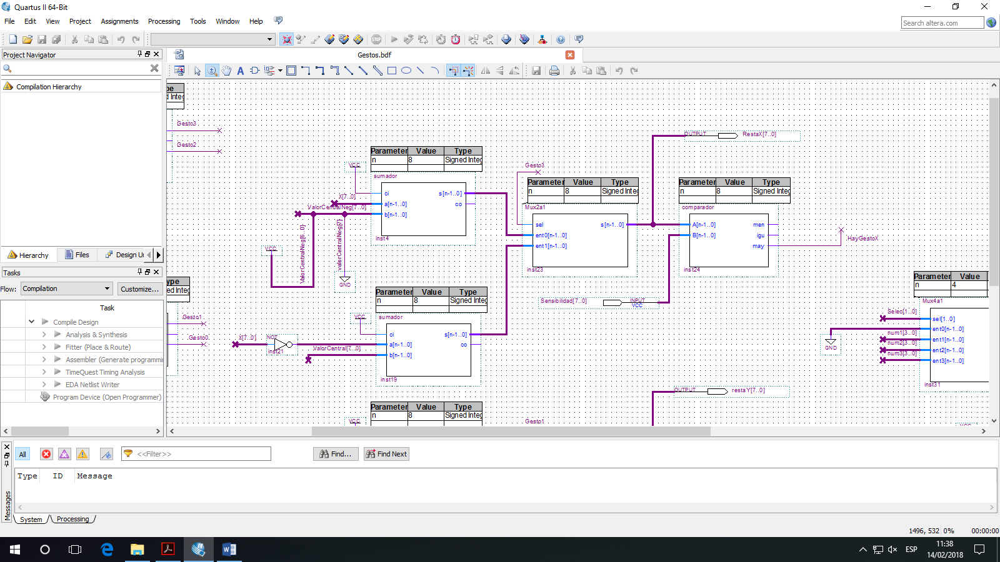 Quartus II 64-Bit
File Edit View Project Assignments Processing Tools Window Help
Search altera.com
Project Navigator
Gestos.bdf
Compilation Hierarchy
Hierarchy Files Design
Tasks
Flow: Compilation Customize...
Task
Compile Design
Analysis & Synthesis
Fitter (Place & Route)
Assembler (Generate programmi
TimeQuest Timing Analysis
EDA Netlist Writer
Program Device (Open Programmer)
Gesto3
Gesto2
Gesto1
Gesto0
Parameter Value Type
n 8 Signed Integ
VCC
sumador
ci
a[n-1..0]
b[n-1..0]
s[n-1..0]
co
inst4
X[7..0]
ValorCentralNeg[7..0]
ValorCentralNeg[6..0]
ValorCentralNeg[7]
VCC
GND
Parameter Value Type
n 8 Signed Integ
VCC
sumador
ci
a[n-1..0]
b[n-1..0]
s[n-1..0]
co
inst19
X[7..0]
NOT
inst21
ValorCentral[7..0]
Gesto3
Parameter Value Type
n 8 Signed Integ
Mux2a1
sel
ent0[n-1..0]
ent1[n-1..0]
s[n-1..0]
inst23
OUTPUT RestaX[7..0]
Parameter Value Type
n 8 Signed Integ
comparador
A[n-1..0]
B[n-1..0]
men
igu
may
inst24
HayGestoX
Sensibilidad[7..0] INPUT
VCC
Parameter Value
n 4
Mux4a1
Selec[1..0]
sel[1..0]
ent0[n-1..0]
num1[3..0]
ent1[n-1..0]
num2[3..0]
ent2[n-1..0]
num3[3..0]
ent3[n-1..0]
GND
inst31
OUTPUT restaY[7..0]
Parameter Value Type
n 8 Signed Integ
VCC
Gesto1
All
<<Filter>>
Find... Find Next
Type ID Message
Messages
System Processing
1496, 532 0% 00:00:00
ESP
11:38
14/02/2018